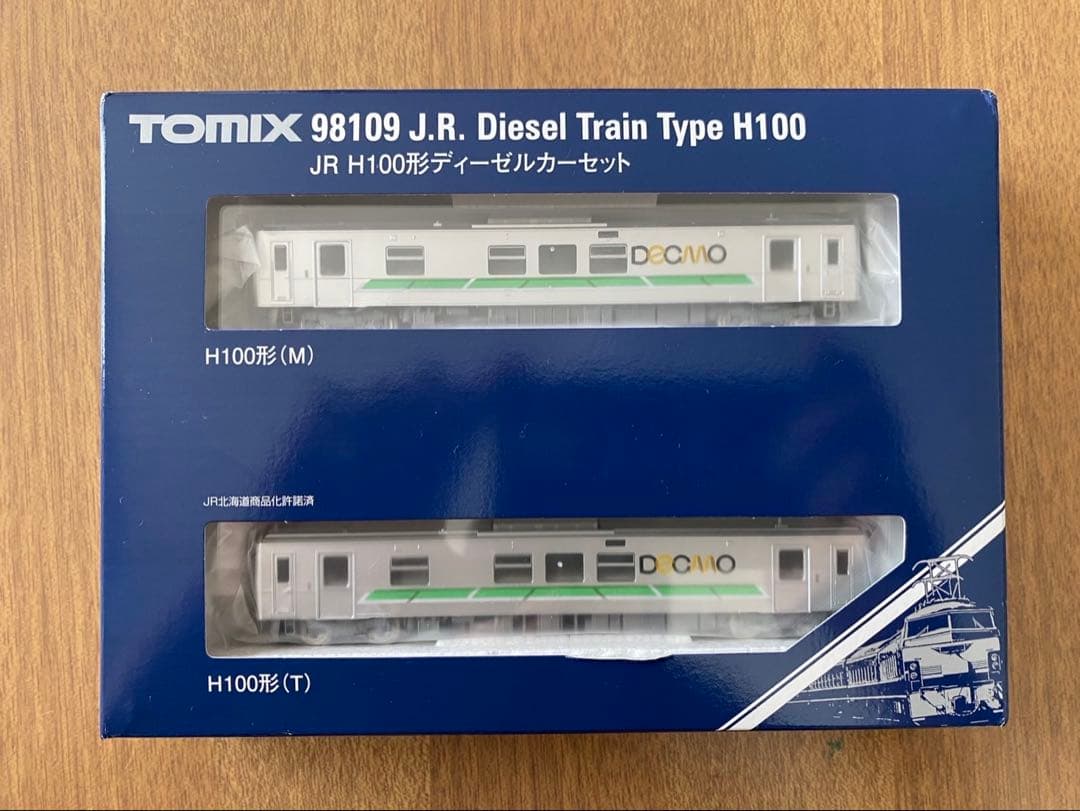 TOMIX 98109 J.R. Diesel Train Type H100
JR H100形ディーゼルカーセット
DECMO
H100形(M)
JR北海道商品化許諾済
DECMO
H100形(T)